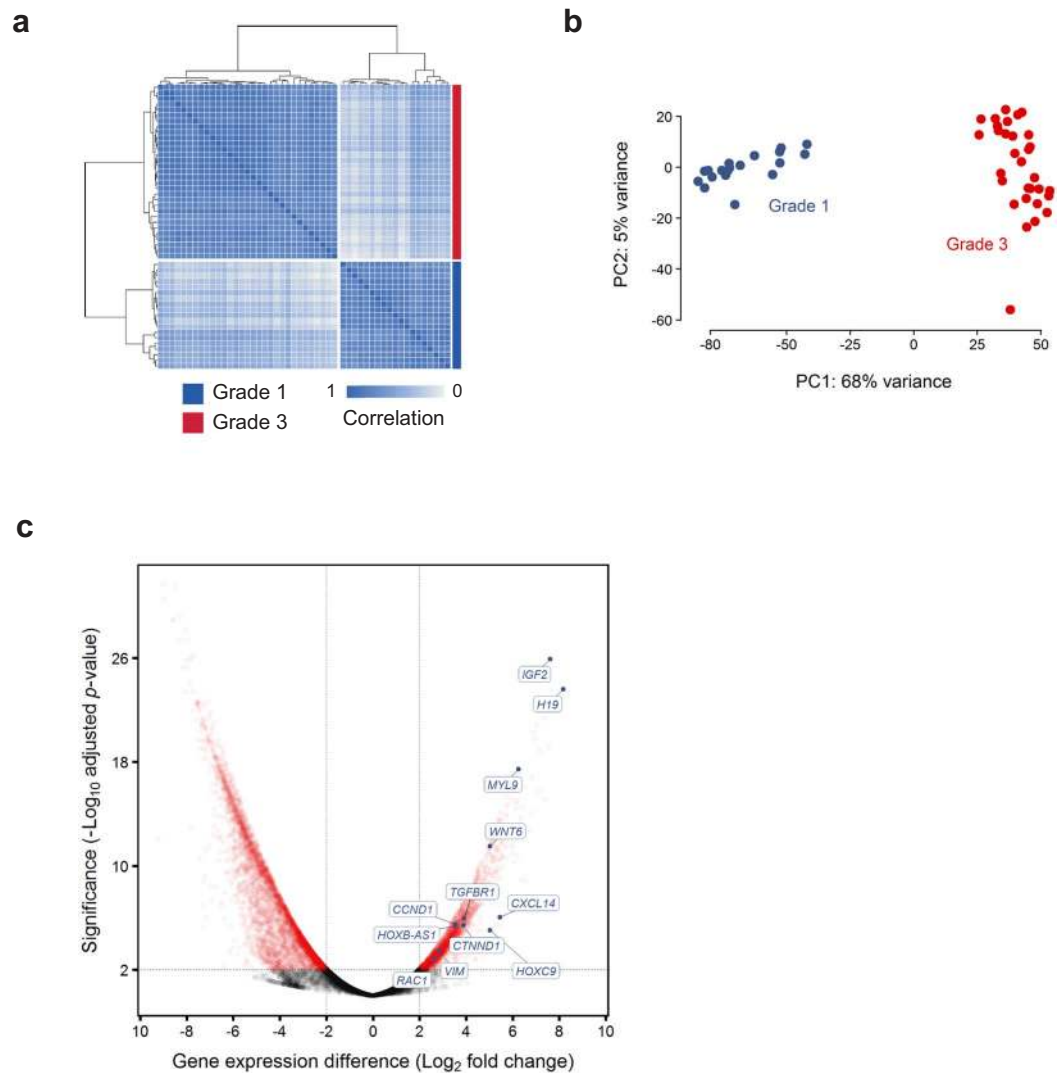 a
Grade 1
Grade 3
1
0
Correlation
b
20
0
-20
-40
-60
PC2: 5% variance
Grade 1
Grade 3
-80
-50
0
25
50
PC1: 68% variance
c
Significance (-Log10 adjusted p-value)
26
18
10
2
IGF2
H19
MYL9
WNT6
TGFBR1
CCND1
CXCL14
HOXB-AS1
CTNND1
VIM
HOXC9
RAC1
10
-8
-6
-4
-2
0
2
4
6
8
10
Gene expression difference (Log2 fold change)